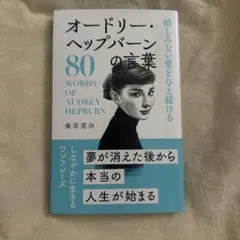 惜しみない愛を与え続ける
オードリー・
ヘップバーン
の言葉
80
WORDS
OF
AUDREY
HEPBURN
桑原晃弥
しなやかに生きる
ワンフレーズ
夢が消えた後から
本当の
人生が始まる